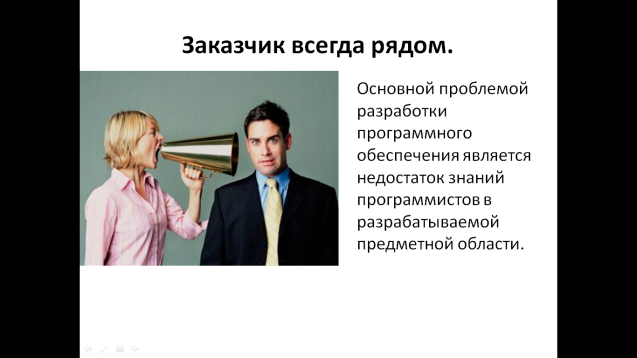 Заказчик всегда рядом.
Основной проблемой
разработки
программного
обеспечения является
недостаток знаний
программистов в
разрабатываемой
предметной области.